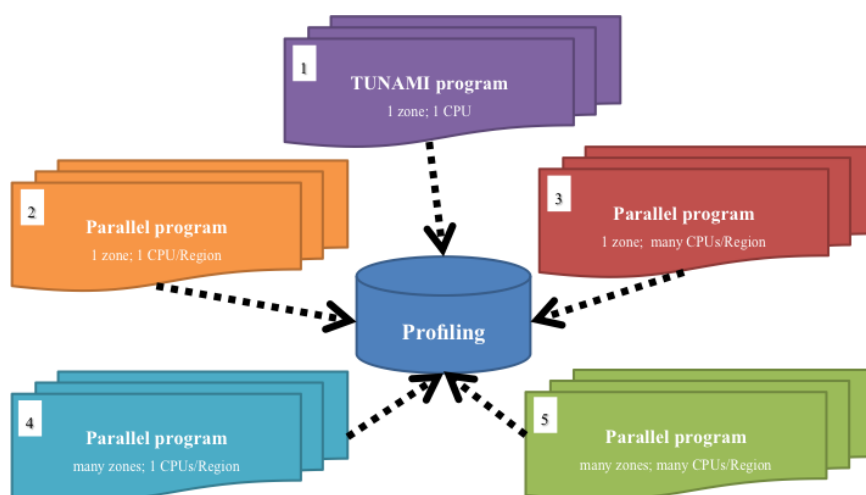 1
TUNAMI program
1 zone; 1 CPU
2
Parallel program
1 zone; 1 CPU/Region
3
Parallel program
1 zone; many CPUs/Region
Profiling
4
Parallel program
many zones; 1 CPUs/Region
5
Parallel program
many zones; many CPUs/Region